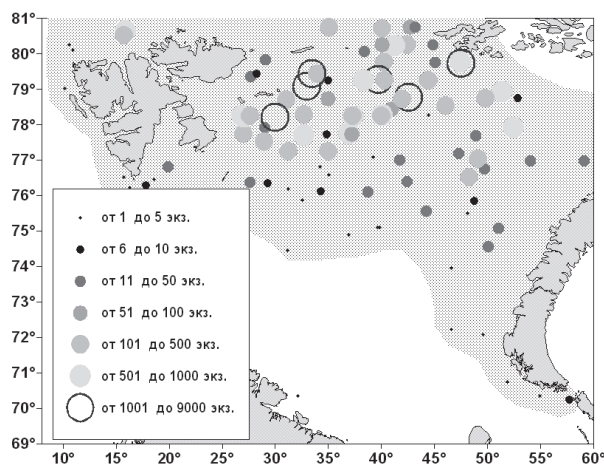 81°
80°
79°
78°
77°
76°
75°
74°
73°
72°
71°
70°
69°
от 1 до 5 экз.
от 6 до 10 экз.
от 11 до 50 экз.
от 51 до 100 экз.
от 101 до 500 экз.
от 501 до 1000 экз.
от 1001 до 9000 экз.
10° 15° 20° 25° 30° 35° 40° 45° 50° 55° 60°